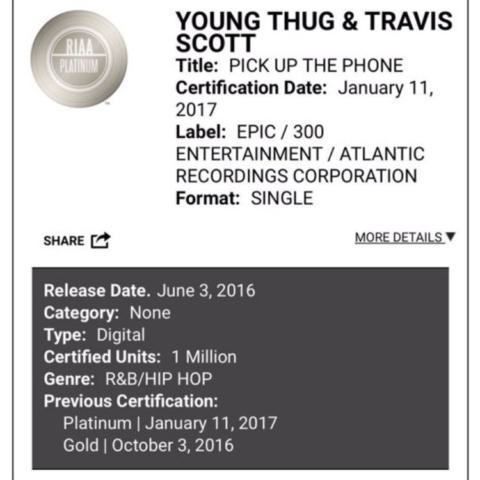 RIAA
PLATINUM
YOUNG THUG & TRAVIS
SCOTT
Title: PICK UP THE PHONE
Certification Date: January 11,
2017
Label: EPIC / 300
ENTERTAINMENT / ATLANTIC
RECORDINGS CORPORATION
Format: SINGLE
SHARE
MORE DETAILS ▼
Release Date. June 3, 2016
Category: None
Type: Digital
Certified Units: 1 Million
Genre: R&B/HIP HOP
Previous Certification:
Platinum | January 11, 2017
Gold | October 3, 2016